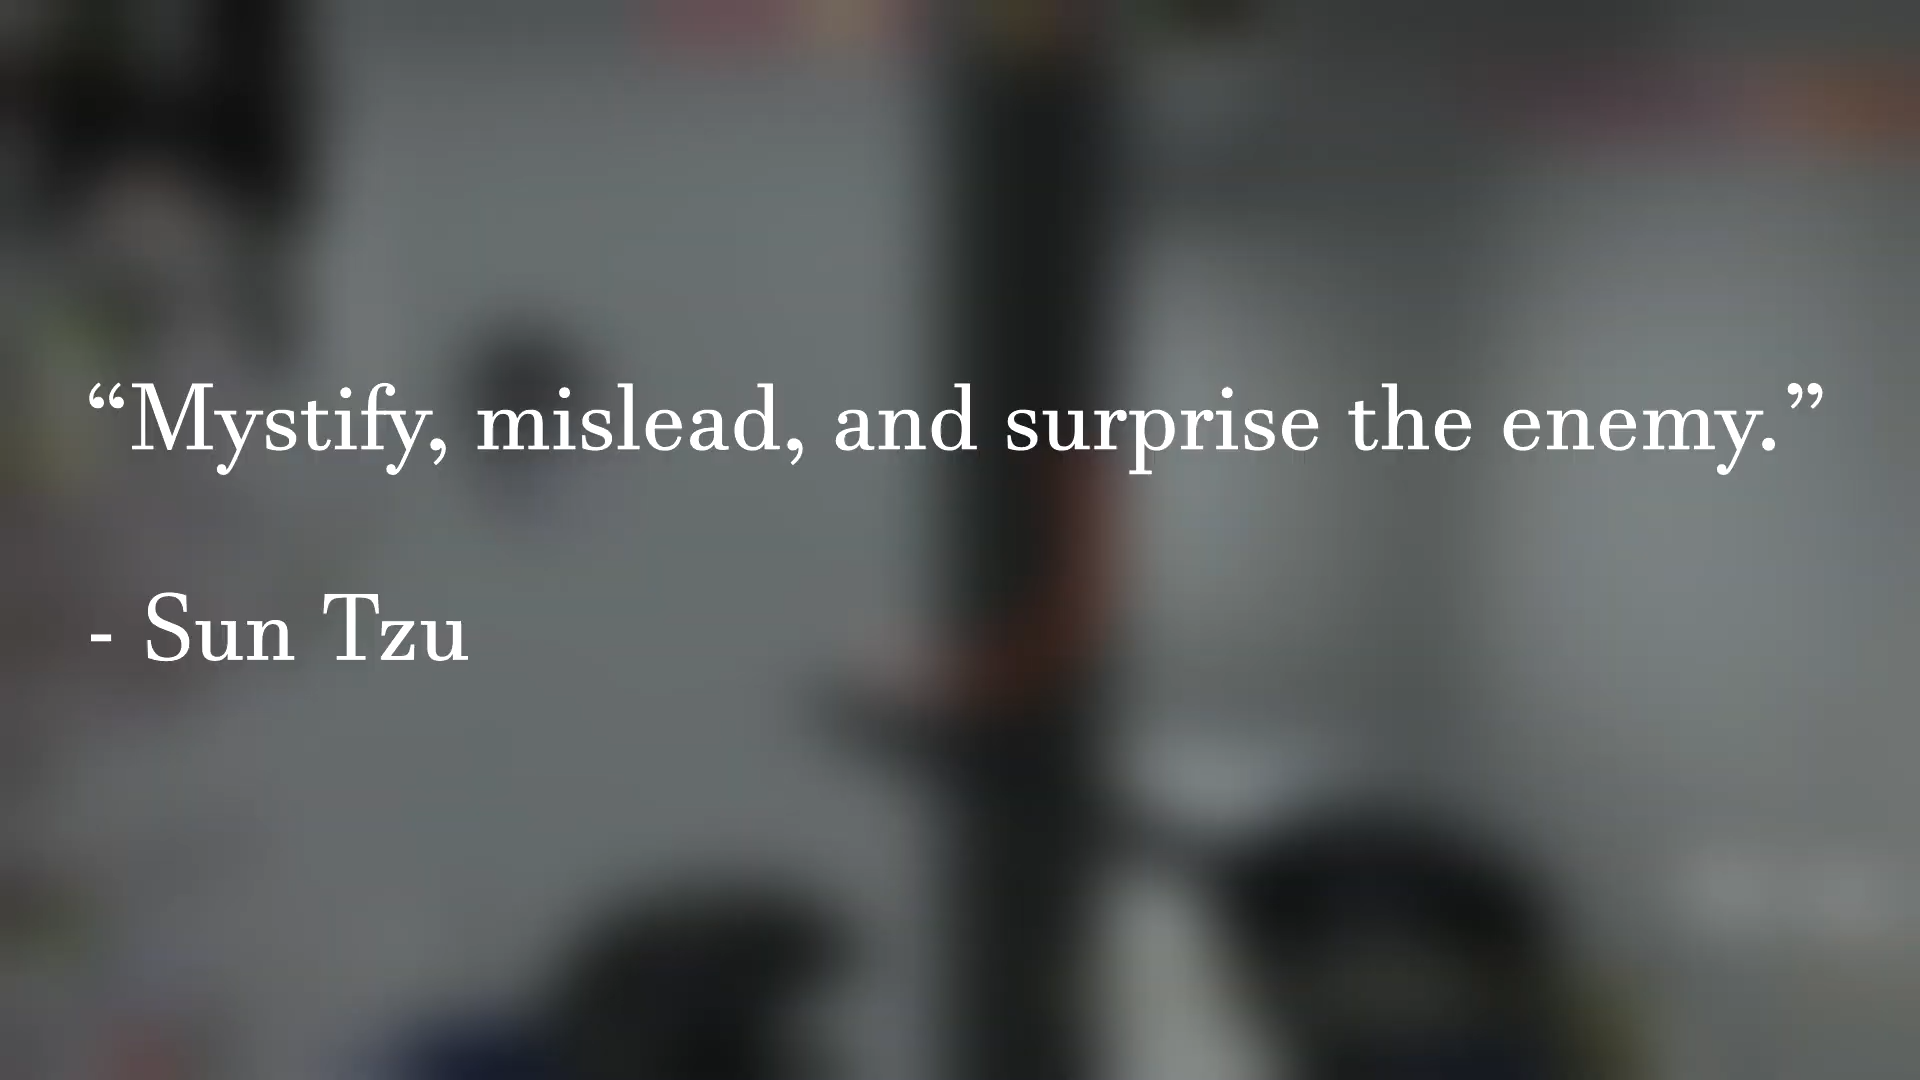 “Mystify, mislead, and surprise the enemy.”
- Sun Tzu